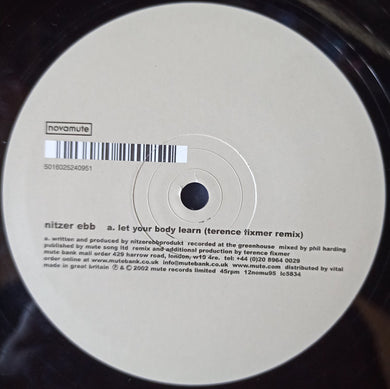 novamute
5016025240951
nitzer ebb a. let your body learn (terence fixmer remix)
a. written and produced by nitzerebbprodukt recorded at the greenhouse mixed by phil harding
published by mute song ltd remix and additional production by terence fixmer
mute bank mail order 429 harrow road, london, w10 4re. tel: +44 (0)20 8964 0029
order online at www.mutebank.co.uk info@mutebank.co.uk www.mute.com distributed by vital
made in great britain ℗ & © 2002 mute records limited 45rpm 12nomu95 lc5834